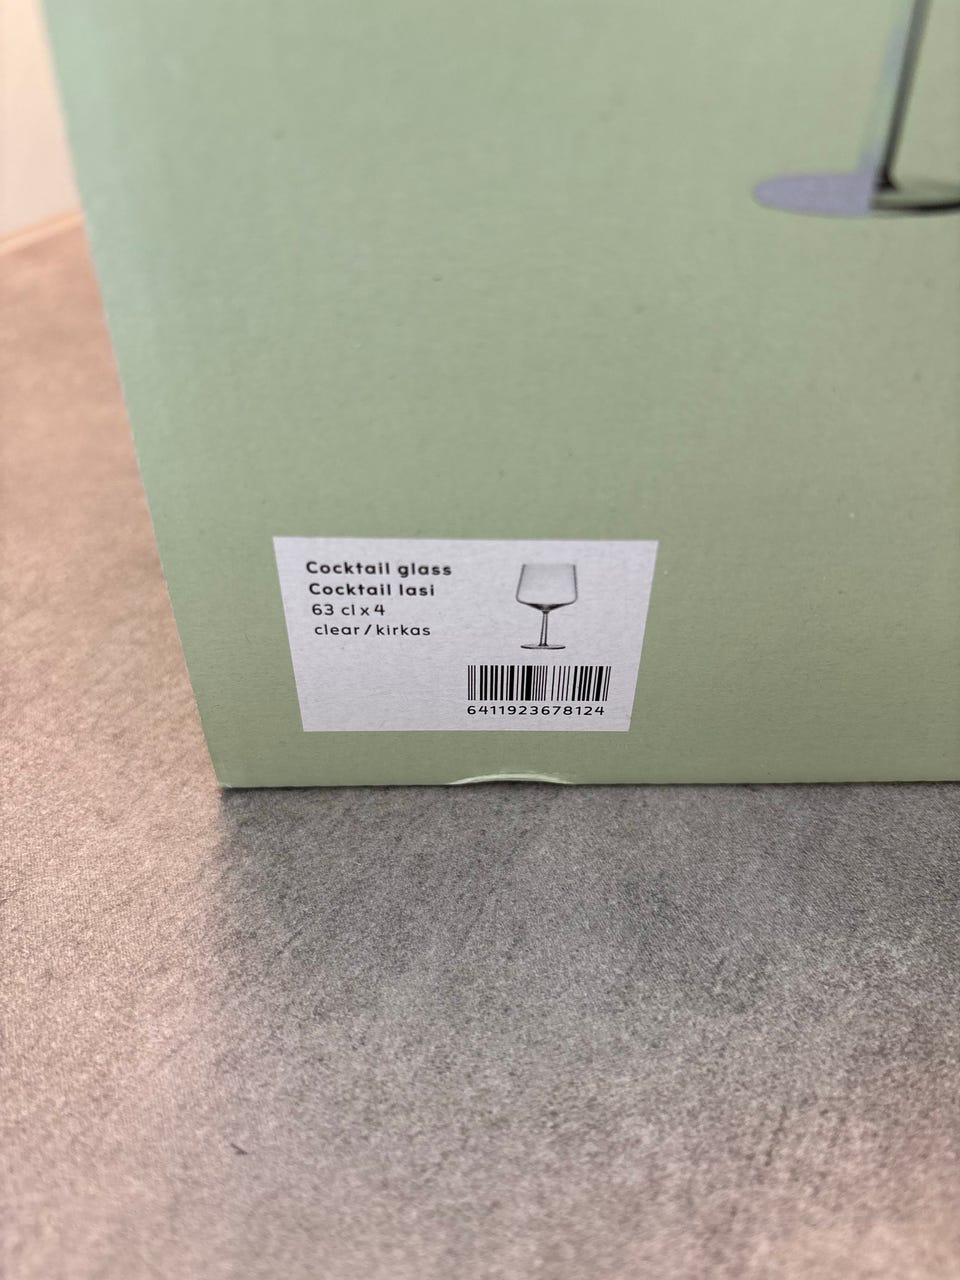 Cocktail glass
Cocktail lasi
63 cl x 4
clear / kirkas
6411923678124